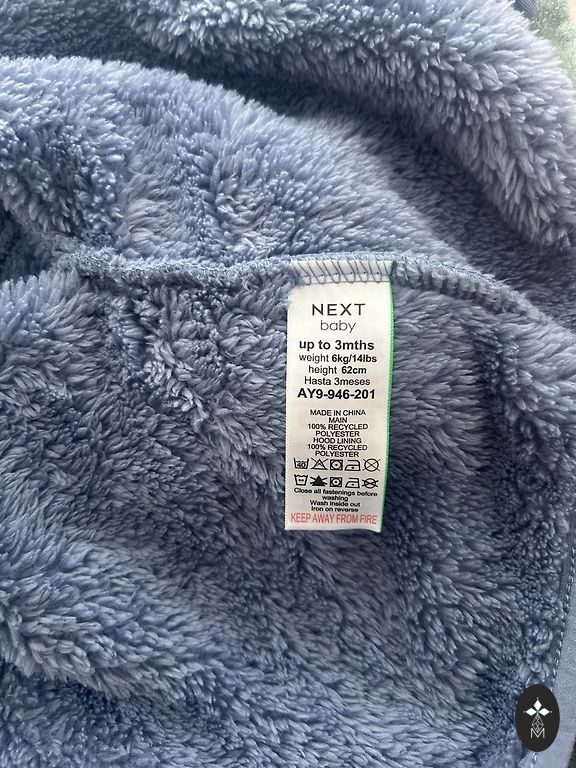 NEXT
baby
up to 3mths
weight 6kg/14lbs
height 62cm
Hasta 3meses
AY9-946-201
MADE IN CHINA
MAIN
100% RECYCLED
POLYESTER
HOOD LINING
100% RECYCLED
POLYESTER
40
Close all fastenings before
washing
Wash inside out
Iron on reverse
KEEP AWAY FROM FIRE
M